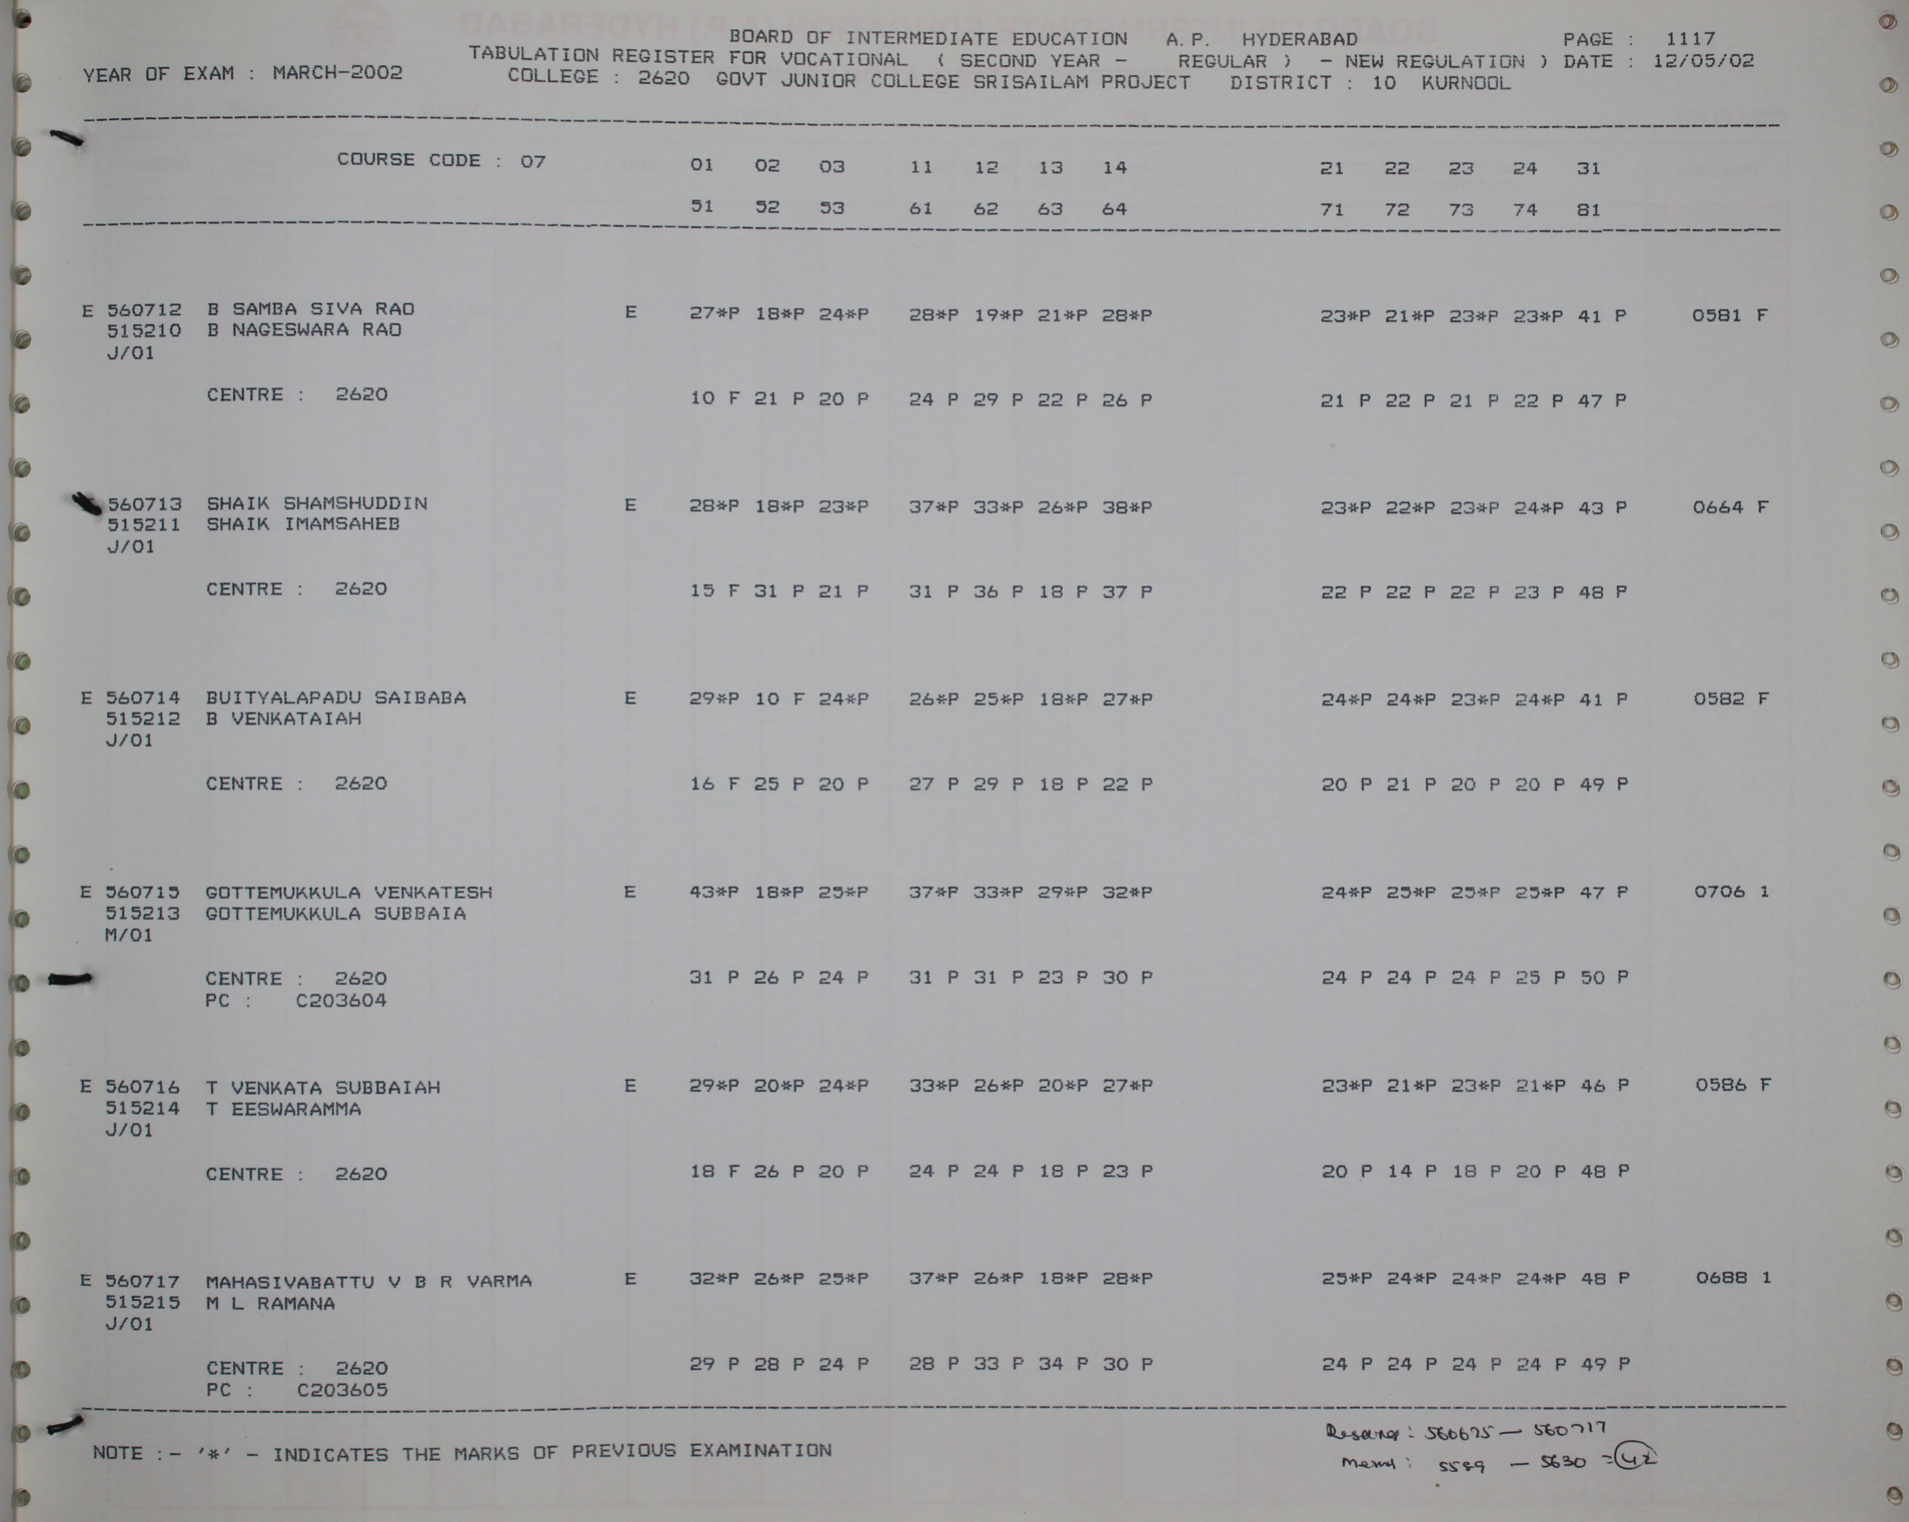 BOARD OF INTERMEDIATE EDUCATION A.P. HYDERABAD PAGE : 1117
TABULATION REGISTER FOR VOCATIONAL ( SECOND YEAR - REGULAR ) - NEW REGULATION ) DATE : 12/05/02
YEAR OF EXAM : MARCH-2002 COLLEGE : 2620 GOVT JUNIOR COLLEGE SRISAILAM PROJECT DISTRICT : 10 KURNOOL
COURSE CODE : 07 01 02 03 11 12 13 14 21 22 23 24 31
51 52 53 61 62 63 64 71 72 73 74 81
E 560712 B SAMBA SIVA RAO E 27*P 18*P 24*P 28*P 19*P 21*P 28*P 23*P 21*P 23*P 23*P 41 P 0581 F
515210 B NAGESWARA RAO
J/01
CENTRE : 2620 10 F 21 P 20 P 24 P 29 P 22 P 26 P 21 P 22 P 21 P 22 P 47 P
560713 SHAIK SHAMSHUDDIN E 28*P 18*P 23*P 37*P 33*P 26*P 38*P 23*P 22*P 23*P 24*P 43 P 0664 F
515211 SHAIK IMAMSAHEB
J/01
CENTRE : 2620 15 F 31 P 21 P 31 P 36 P 18 P 37 P 22 P 22 P 22 P 23 P 48 P
E 560714 BUITYALAPADU SAIBABA E 29*P 10 F 24*P 26*P 25*P 18*P 27*P 24*P 24*P 23*P 24*P 41 P 0582 F
515212 B VENKATAIAH
J/01
CENTRE : 2620 16 F 25 P 20 P 27 P 29 P 18 P 22 P 20 P 21 P 20 P 20 P 49 P
E 560715 GOTTEMUKKULA VENKATESH E 43*P 18*P 25*P 37*P 33*P 29*P 32*P 24*P 25*P 25*P 25*P 47 P 0706 1
515213 GOTTEMUKKULA SUBBAIA
M/01
CENTRE : 2620 31 P 26 P 24 P 31 P 31 P 23 P 30 P 24 P 24 P 24 P 25 P 50 P
PC : C203604
E 560716 T VENKATA SUBBAIAH E 29*P 20*P 24*P 33*P 26*P 20*P 27*P 23*P 21*P 23*P 21*P 46 P 0586 F
515214 T EESWARAMMA
J/01
CENTRE : 2620 18 F 26 P 20 P 24 P 24 P 18 P 23 P 20 P 14 P 18 P 20 P 48 P
E 560717 MAHASIVABATTU V B R VARMA E 32*P 26*P 25*P 37*P 26*P 18*P 28*P 25*P 24*P 24*P 24*P 48 P 0688 1
515215 M L RAMANA
J/01
CENTRE : 2620 29 P 28 P 24 P 28 P 33 P 34 P 30 P 24 P 24 P 24 P 24 P 49 P
PC : C203605
560675 — 560717
NOTE :- '*' - INDICATES THE MARKS OF PREVIOUS EXAMINATION
5589 — 5630 = 42